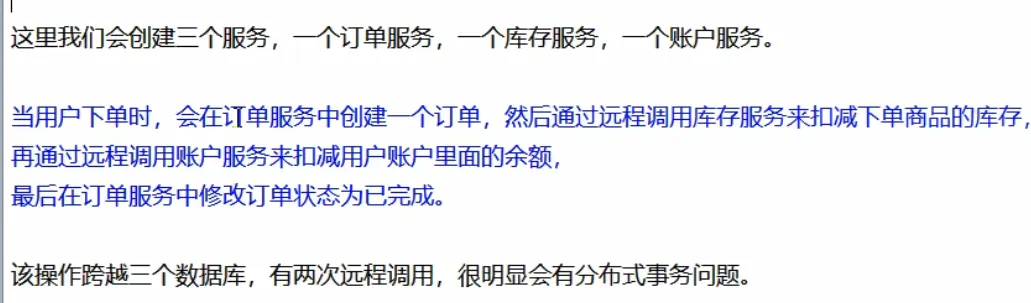 这里我们会创建三个服务，一个订单服务，一个库存服务，一个账户服务。
当用户下单时，会在订单服务中创建一个订单，然后通过远程调用库存服务来扣减下单商品的库存，
再通过远程调用账户服务来扣减用户账户里面的余额，
最后在订单服务中修改订单状态为已完成。
该操作跨越三个数据库，有两次远程调用，很明显会有分布式事务问题。